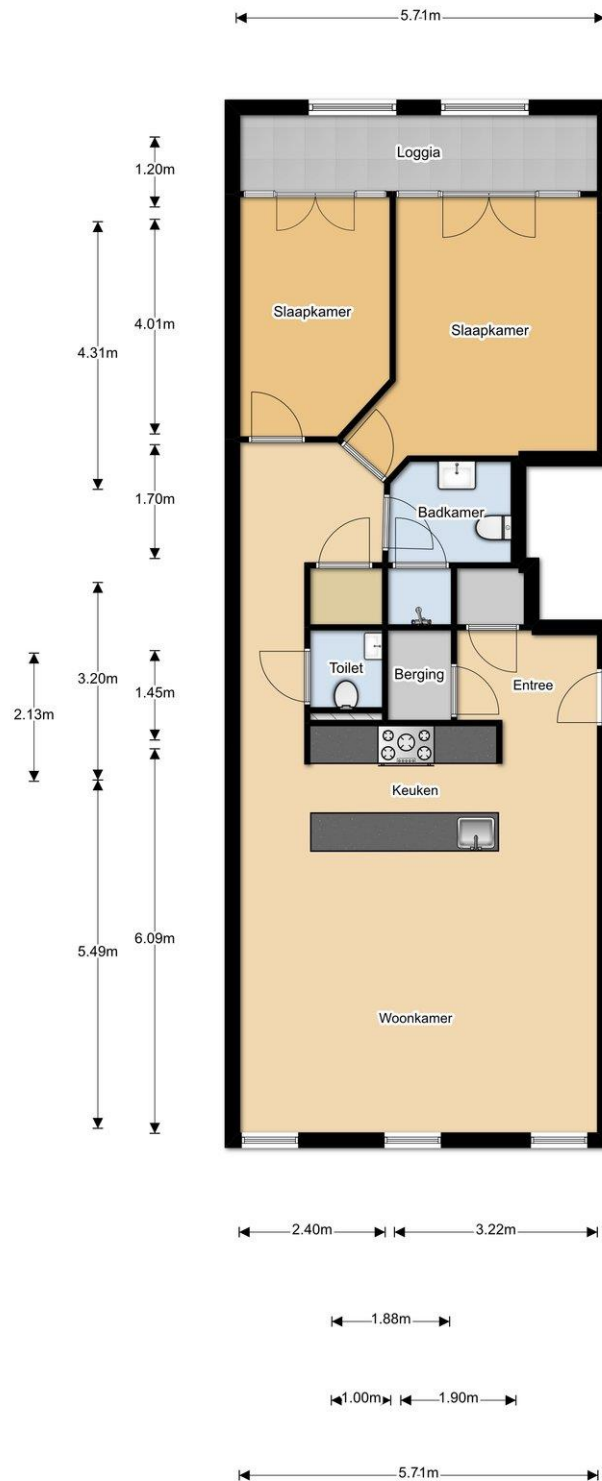 5.71m
Loggia
1.20m
Slaapkamer
4.01m
Slaapkamer
4.31m
1.70m
Badkamer
Toilet
Berging
3.20m
1.45m
Entree
2.13m
Keuken
6.09m
5.49m
Woonkamer
2.40m
3.22m
1.88m
1.00m
1.90m
5.71m